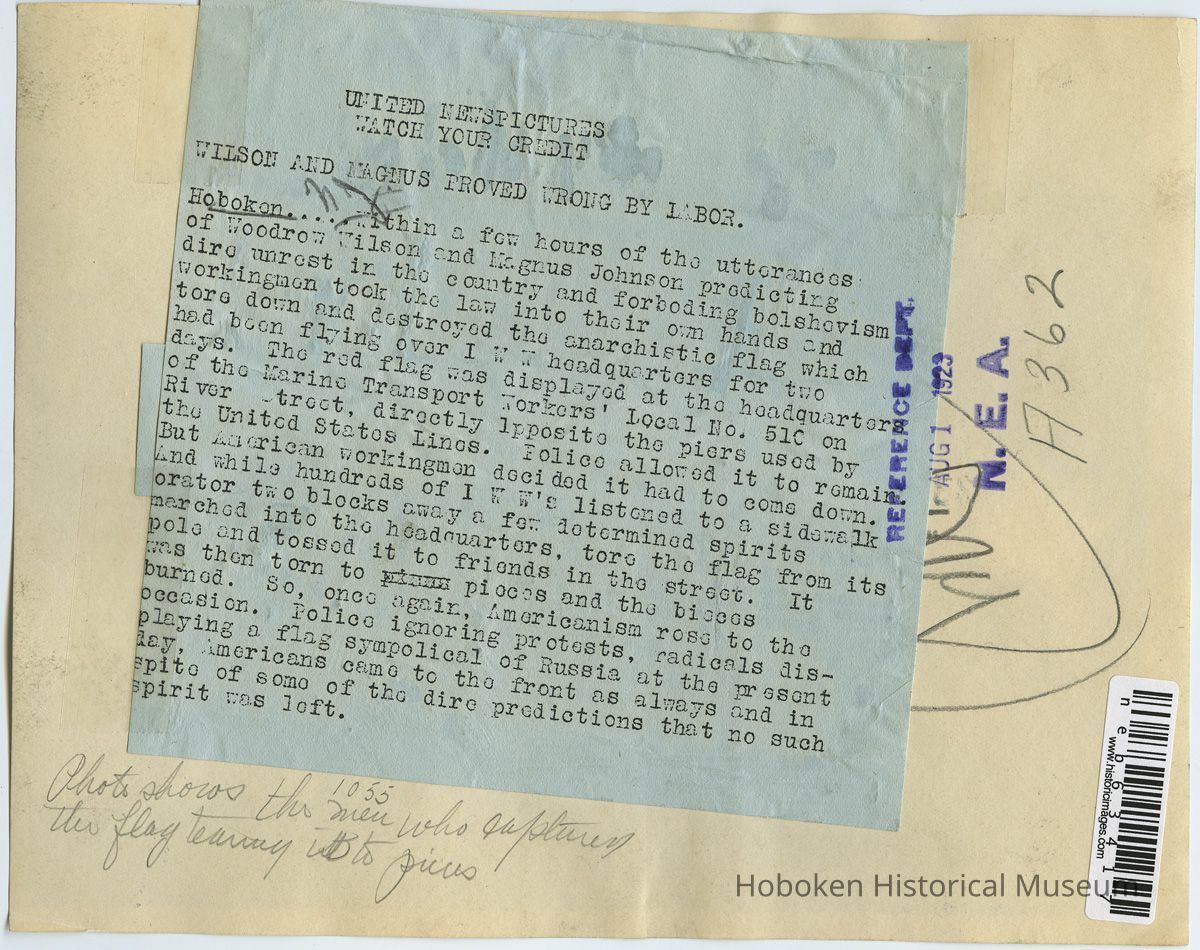 UNITED NEWSPICTURES
WATCH YOUR CREDIT
WILSON AND MAGNUS PROVED WRONG BY LABOR.
Hoboken.....Within a few hours of the utterances
of Woodrow Wilson and Magnus Johnson predicting
dire unrest in the country and forboding bolshevism
workingmen took the law into their own hands and
tore down and destroyed the anarchistic flag which
had been flying over I W W headquarters for two
days. The red flag was displayed at the headquarters
of the Marine Transport Workers' Local No. 510 on
River Street, directly lpposite the piers used by
the United States Lines. Police allowed it to remain.
But American workingmen decided it had to come down.
And while hundreds of I W W's listened to a sidewalk
orator two blocks away a few determined spirits
marched into the headquarters, tore the flag from its
pole and tossed it to friends in the street. It
was then torn to pieces and the bieces
burned. So, once again, Americanism rose to the
occasion. Police ignoring protests, radicals dis-
playing a flag sympolical of Russia at the present
day, Americans came to the front as always and in
spite of some of the dire predictions that no such
spirit was left.
REFERENCE DEPT.
AUG 1 1923
N. E. A.
17362
1055
Photo shows the men who captured
the flag tearing it to pieces
neb63417
www.historicimages.com
Hoboken Historical Museum